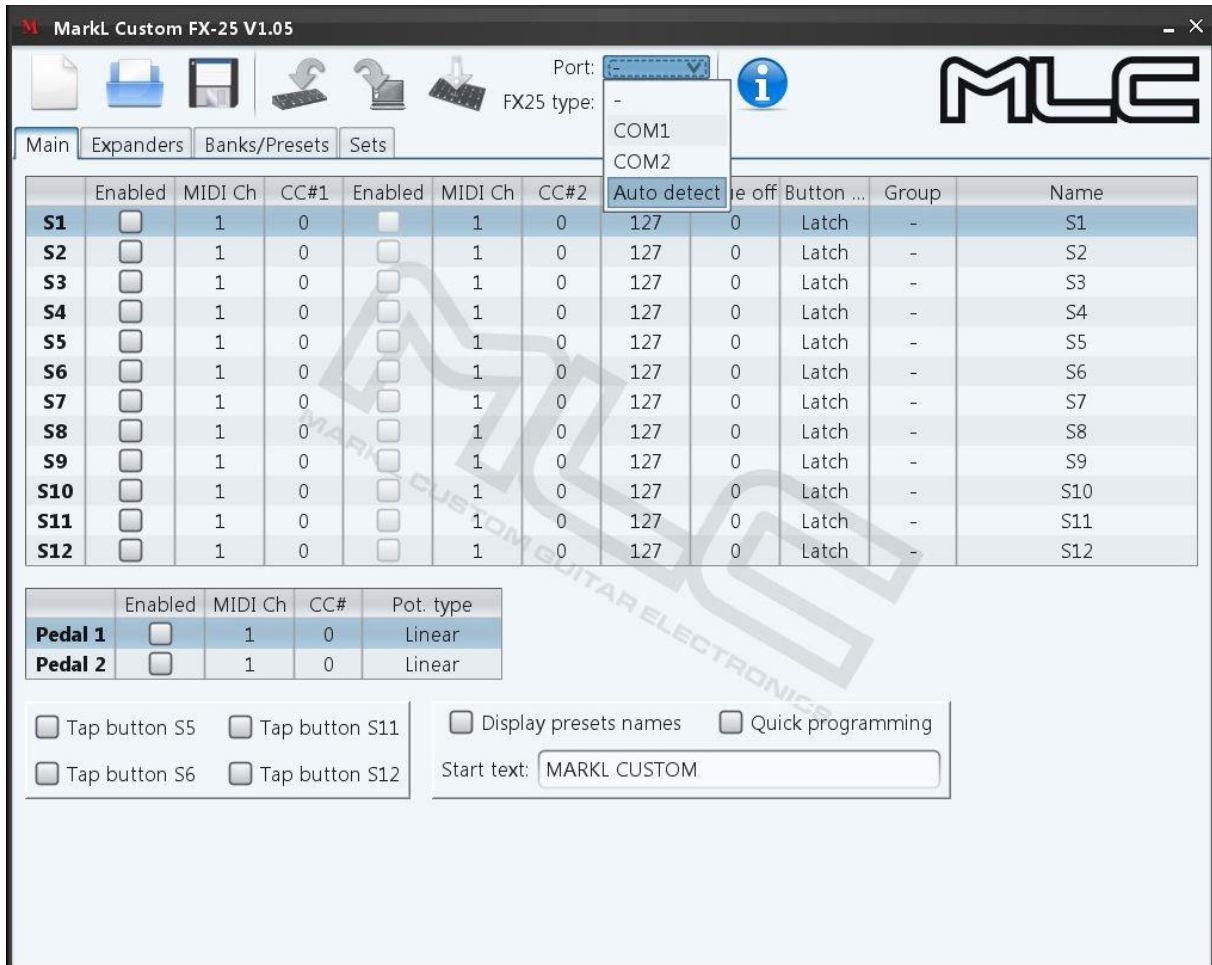 M MarkL Custom FX-25 V1.05
Port: -
MLC
FX25 type: -
COM1
COM2
Auto detect
Main Expanders Banks/Presets Sets
Enabled MIDI Ch CC#1 Enabled MIDI Ch CC#2 ue off Button ... Group Name
S1 1 0 1 0 127 0 Latch - S1
S2 1 0 1 0 127 0 Latch - S2
S3 1 0 1 0 127 0 Latch - S3
S4 1 0 1 0 127 0 Latch - S4
S5 1 0 1 0 127 0 Latch - S5
S6 1 0 1 0 127 0 Latch - S6
S7 1 0 1 0 127 0 Latch - S7
S8 1 0 1 0 127 0 Latch - S8
S9 1 0 1 0 127 0 Latch - S9
S10 1 0 1 0 127 0 Latch - S10
S11 1 0 1 0 127 0 Latch - S11
S12 1 0 1 0 127 0 Latch - S12
MLC
MARKL CUSTOM GUITAR ELECTRONICS
Enabled MIDI Ch CC# Pot. type
Pedal 1 1 0 Linear
Pedal 2 1 0 Linear
Tap button S5 Tap button S11
Tap button S6 Tap button S12
Display presets names Quick programming
Start text: MARKL CUSTOM